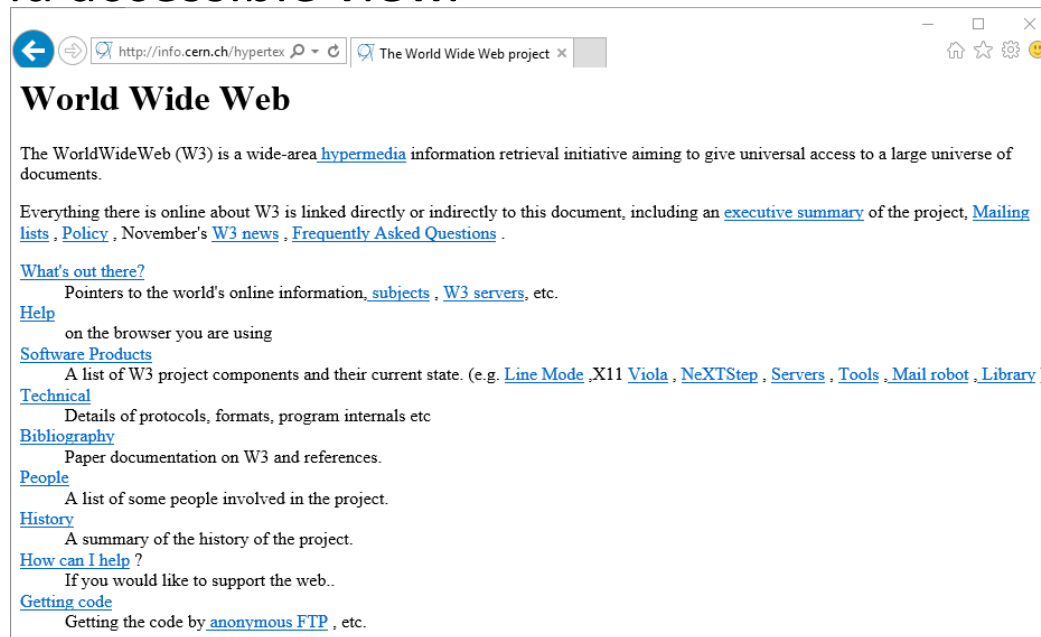 http://info.cern.ch/hypertex
The World Wide Web project
World Wide Web
The WorldWideWeb (W3) is a wide-area hypermedia information retrieval initiative aiming to give universal access to a large universe of
documents.
Everything there is online about W3 is linked directly or indirectly to this document, including an executive summary of the project, Mailing
lists , Policy , November's W3 news , Frequently Asked Questions .
What's out there?
Pointers to the world's online information, subjects , W3 servers, etc.
Help
on the browser you are using
Software Products
A list of W3 project components and their current state. (e.g. Line Mode ,X11 Viola , NeXTStep , Servers , Tools , Mail robot , Library
Technical
Details of protocols, formats, program internals etc
Bibliography
Paper documentation on W3 and references.
People
A list of some people involved in the project.
History
A summary of the history of the project.
How can I help ?
If you would like to support the web..
Getting code
Getting the code by anonymous FTP , etc.